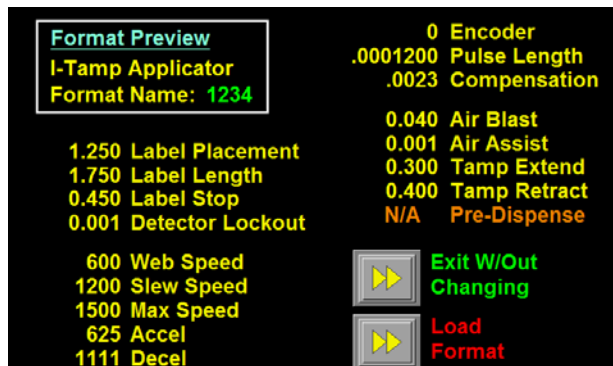 Format Preview
I-Tamp Applicator
Format Name: 1234
1.250 Label Placement
1.750 Label Length
0.450 Label Stop
0.001 Detector Lockout
600 Web Speed
1200 Slew Speed
1500 Max Speed
625 Accel
1111 Decel
0 Encoder
.0001200 Pulse Length
.0023 Compensation
0.040 Air Blast
0.001 Air Assist
0.300 Tamp Extend
0.400 Tamp Retract
N/A Pre-Dispense
Exit W/Out
Changing
Load
Format